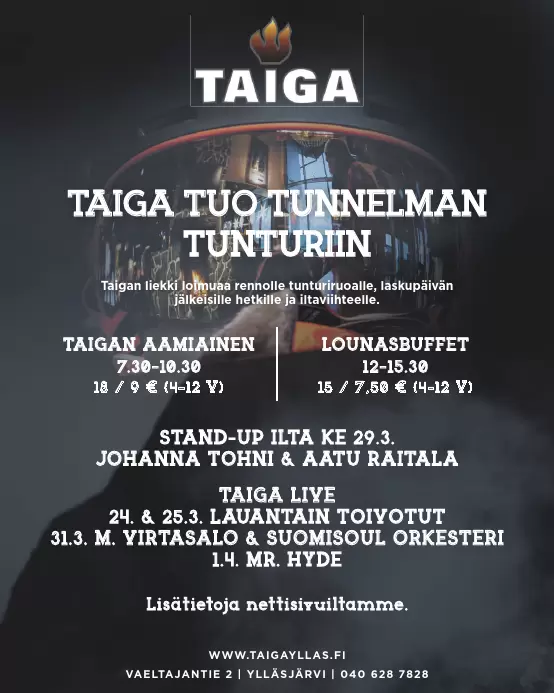 TAIGA
TAIGA TUO TUNNELMAN
TUNTURIIN
Taigan liekki loimuaa rennolle tunturiruoalle, laskupäivän
jälkeisille hetkille ja iltaviihteelle.
TAIGAN AAMIAINEN
7.30-10.30
18 / 9 € (4-12 V)
LOUNASBUFFET
12-15.30
15 / 7,50 € (4-12 V)
STAND-UP ILTA KE 29.3.
JOHANNA TOHNI & AATU RAITALA
TAIGA LIVE
24. & 25.3. LAUANTAIN TOIVOTUT
31.3. M. VIRTASALO & SUOMISOUL ORKESTERI
1.4. MR. HYDE
Lisätietoja nettisivuiltamme.
WWW.TAIGAYLLAS.FI
VAELTAJANTIE 2 | YLLÄSJÄRVI | 040 628 7828